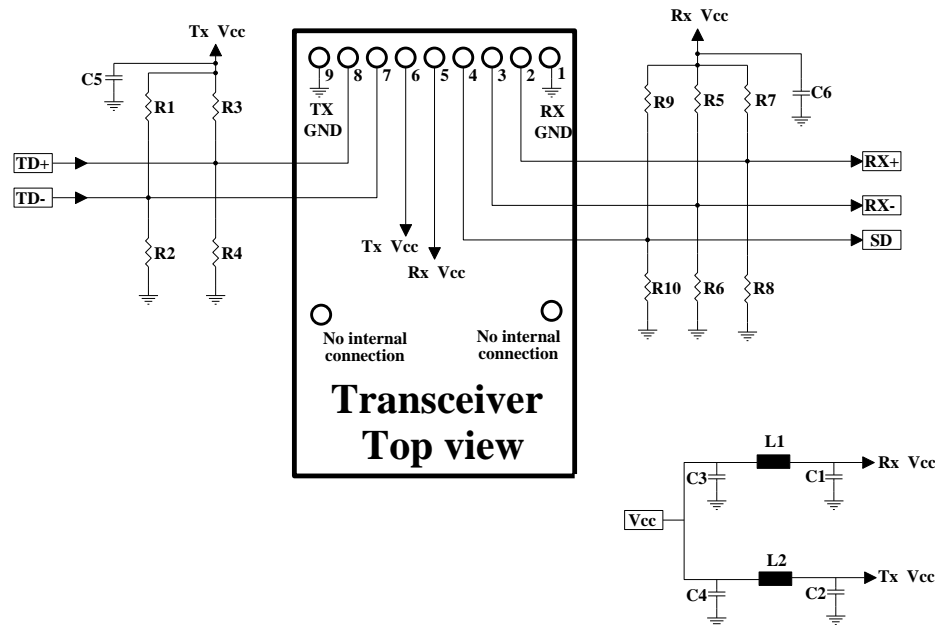 Tx Vcc
Rx Vcc
C5
R1
R3
9
8
7
6
5
4
3
2
1
TX
GND
RX
GND
R9
R5
R7
C6
TD+
TD-
RX+
RX-
SD
R2
R4
Tx Vcc
Rx Vcc
R10
R6
R8
No internal
connection
No internal
connection
Transceiver
Top view
L1
C3
C1
Rx Vcc
Vcc
L2
C4
C2
Tx Vcc